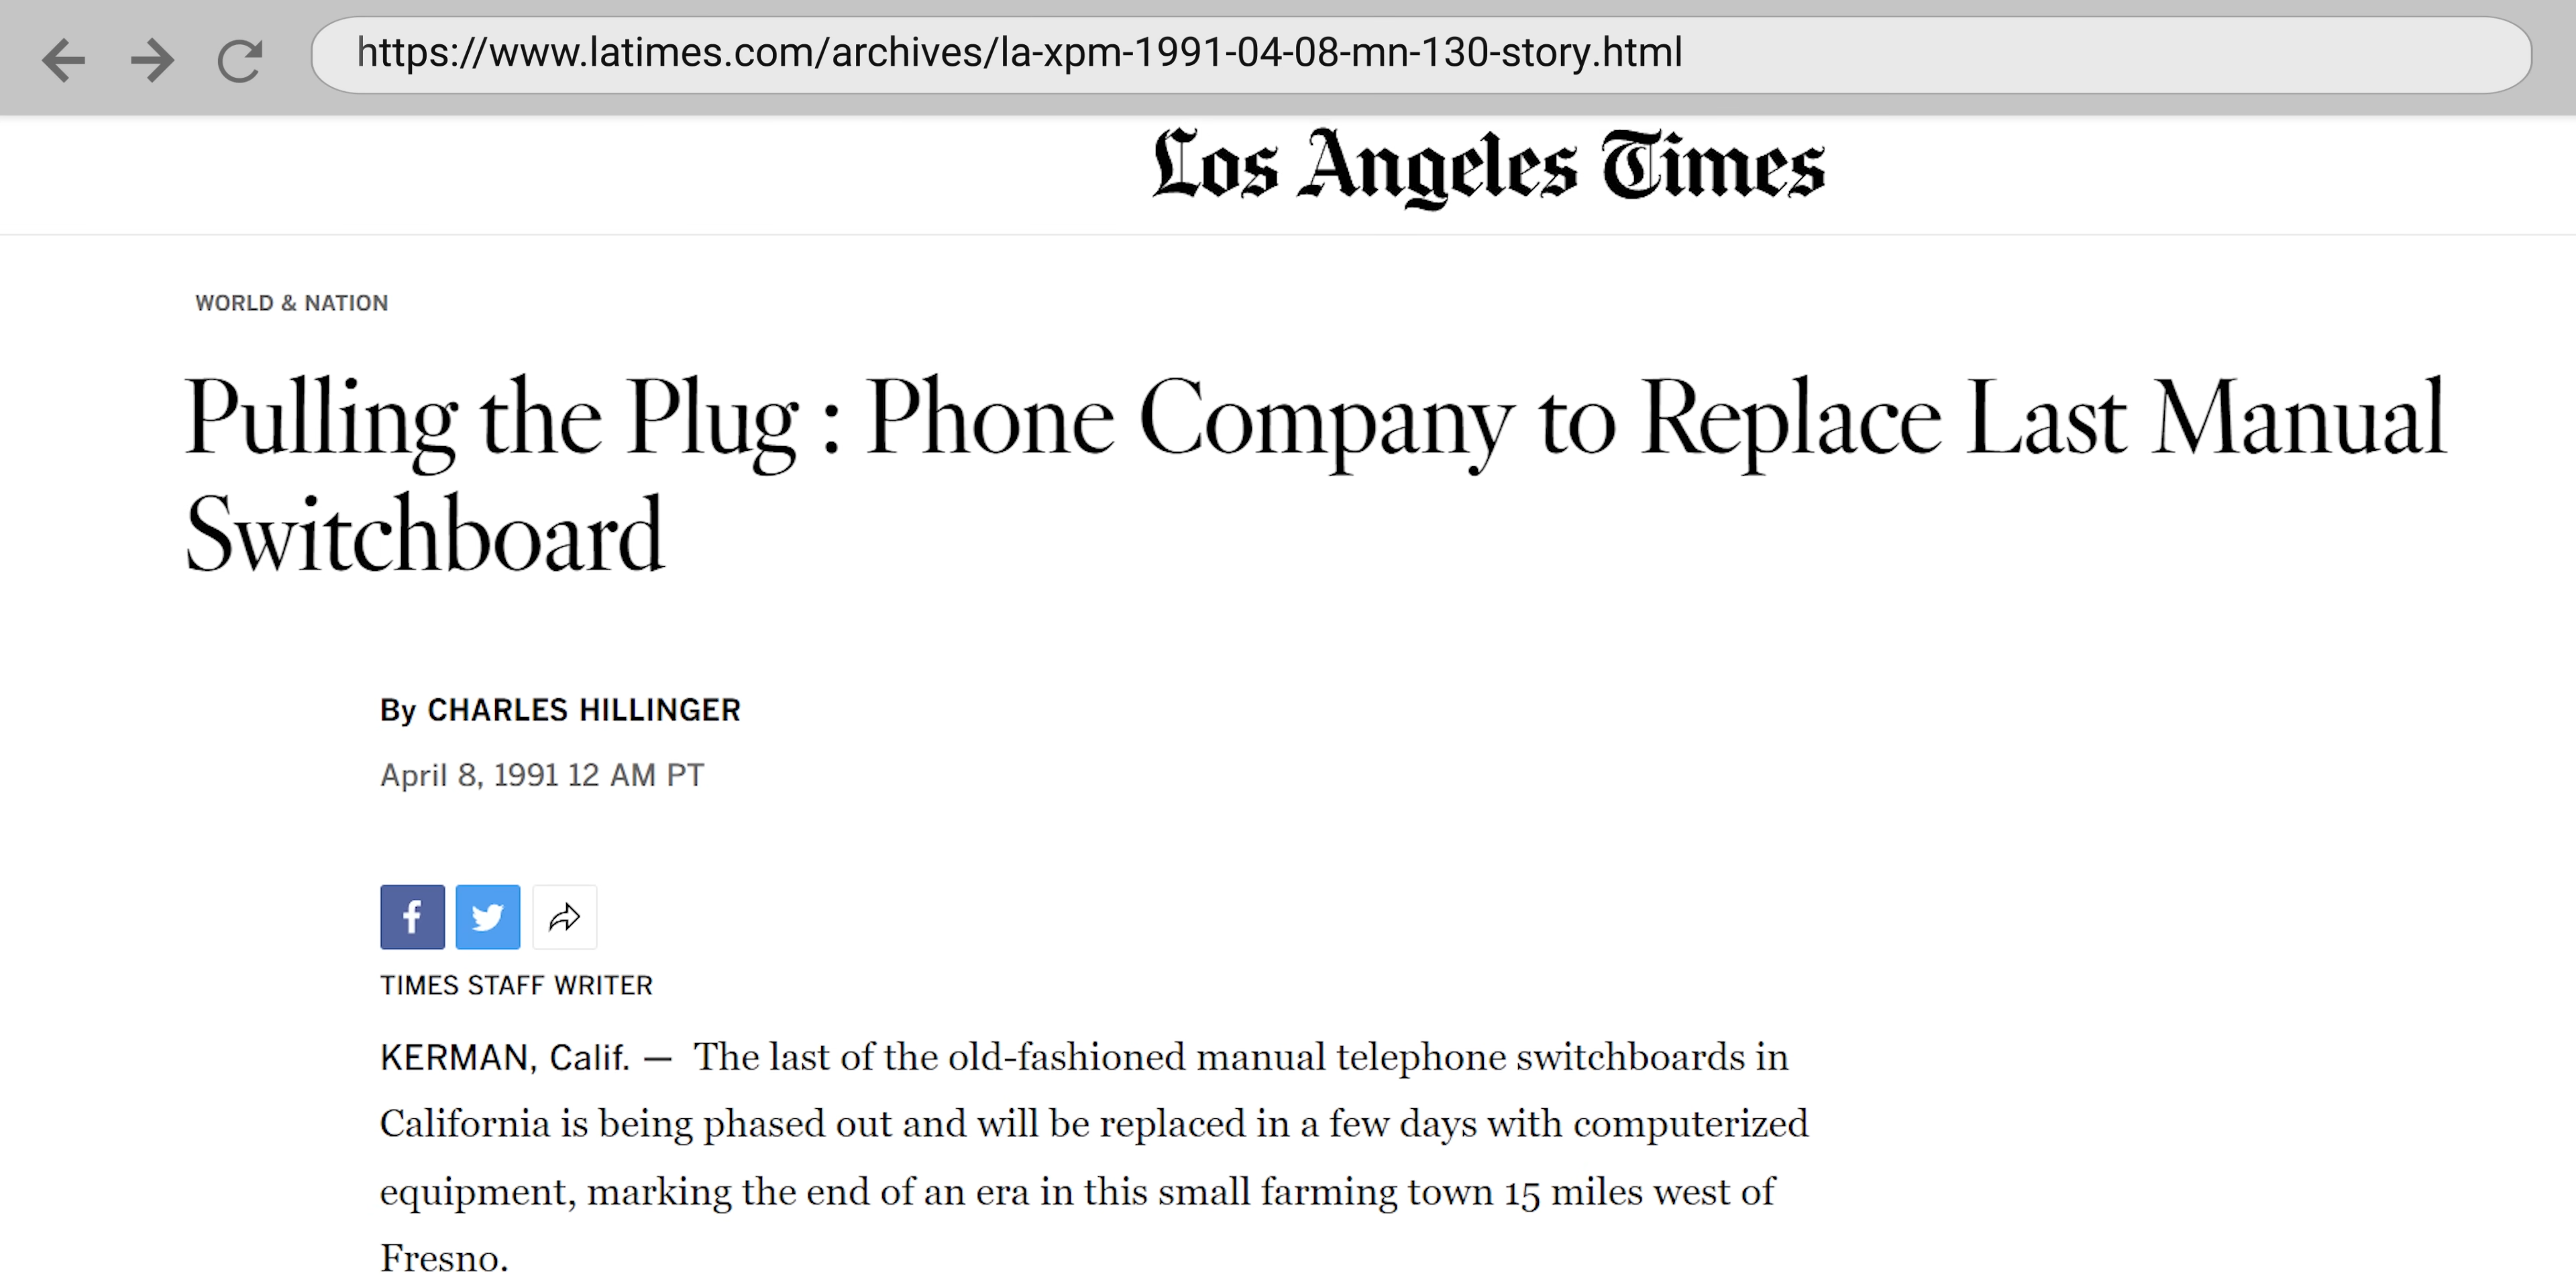 https://www.latimes.com/archives/la-xpm-1991-04-08-mn-130-story.html
Los Angeles Times
WORLD & NATION
Pulling the Plug : Phone Company to Replace Last Manual
Switchboard
By CHARLES HILLINGER
April 8, 1991 12 AM PT
TIMES STAFF WRITER
KERMAN, Calif. — The last of the old-fashioned manual telephone switchboards in
California is being phased out and will be replaced in a few days with computerized
equipment, marking the end of an era in this small farming town 15 miles west of
Fresno.